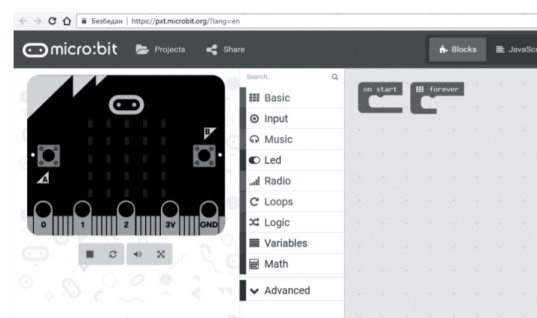 Безбедан | https://pxt.microbit.org/?lang=en
micro:bit Projects Share Blocks JavaScr
Search...
Basic
Input
Music
Led
Radio
Loops
Logic
Variables
Math
Advanced
on start forever
B
A
0 1 2 3V GND